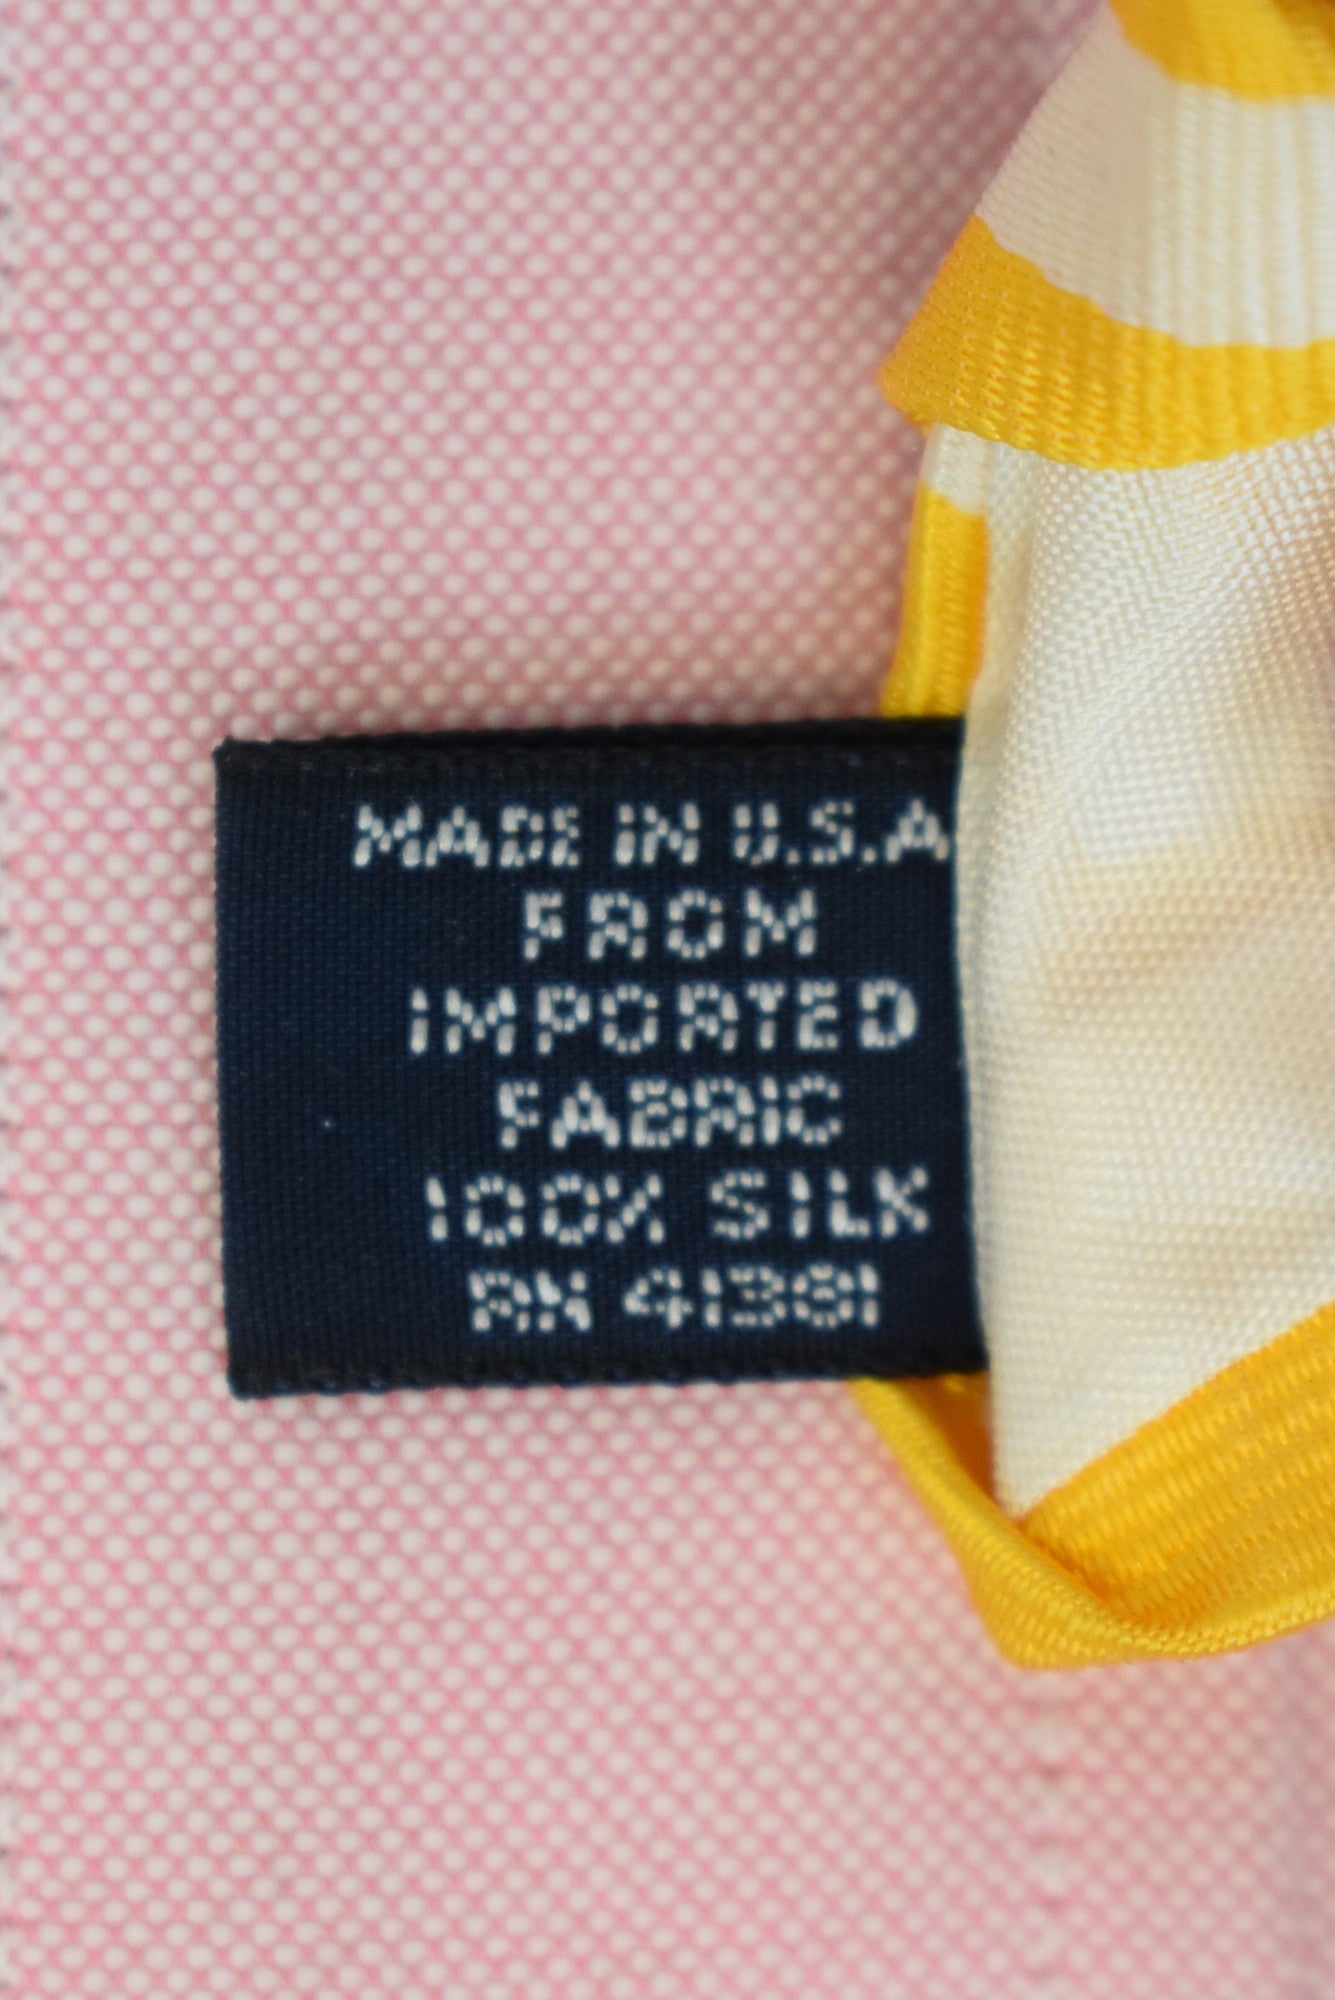 MADE IN U.S.A
FROM
IMPORTED
FABRIC
100% SILK
RN 41381